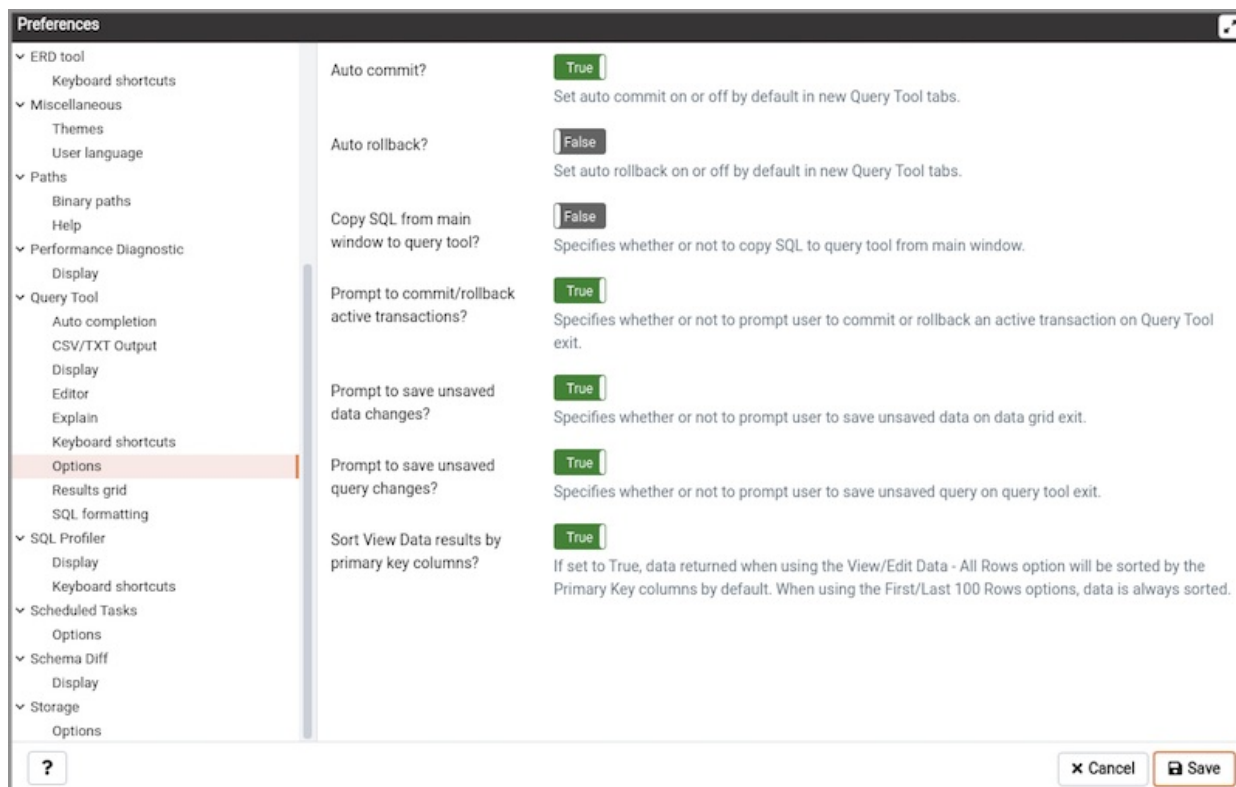 Preferences
ERD tool
Keyboard shortcuts
Miscellaneous
Themes
User language
Paths
Binary paths
Help
Performance Diagnostic
Display
Query Tool
Auto completion
CSV/TXT Output
Display
Editor
Explain
Keyboard shortcuts
Options
Results grid
SQL formatting
SQL Profiler
Display
Keyboard shortcuts
Scheduled Tasks
Options
Schema Diff
Display
Storage
Options
Auto commit?
True
Set auto commit on or off by default in new Query Tool tabs.
Auto rollback?
False
Set auto rollback on or off by default in new Query Tool tabs.
Copy SQL from main
window to query tool?
False
Specifies whether or not to copy SQL to query tool from main window.
Prompt to commit/rollback
active transactions?
True
Specifies whether or not to prompt user to commit or rollback an active transaction on Query Tool
exit.
Prompt to save unsaved
data changes?
True
Specifies whether or not to prompt user to save unsaved data on data grid exit.
Prompt to save unsaved
query changes?
True
Specifies whether or not to prompt user to save unsaved query on query tool exit.
Sort View Data results by
primary key columns?
True
If set to True, data returned when using the View/Edit Data - All Rows option will be sorted by the
Primary Key columns by default. When using the First/Last 100 Rows options, data is always sorted.
?
Cancel
Save